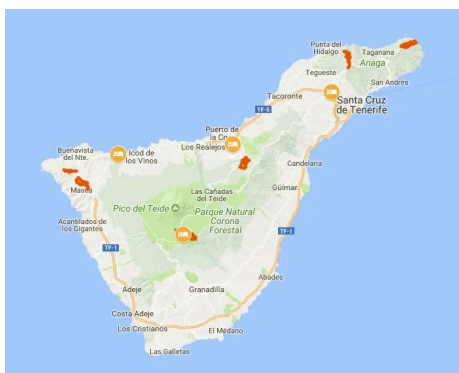 Punta del
Hidalgo
Taganana
Anaga
Tegueste
San Andres
Tacoronte
Santa Cruz
de Tenerife
TF-5
Puerto de
la Cru
Los Realejos
Buenavista
del Nte.
Icod de
los Vinos
Candelaria
Masca
Las Cañadas
del Teide
Güímar
Pico del Teide
Parque Natural
Corona
Forestal
Acantilados de
los Gigantes
TF-1
TF-1
Abades
Adeje
Granadilla
Costa Adeje
Los Cristianos
El Médano
Las Galletas